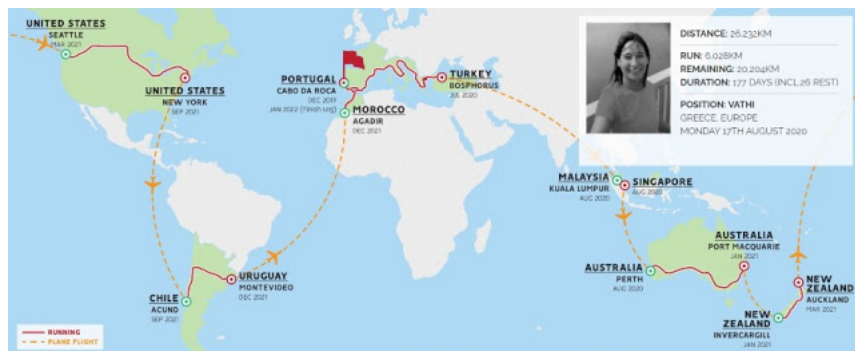 UNITED STATES
SEATTLE
MAR 2021
UNITED STATES
NEW YORK
SEP 2021
PORTUGAL
CABO DA ROCA
DEC 2019
JAN 2022 (Finish Leg)
MOROCCO
AGADIR
DEC 2021
TURKEY
BOSPHORUS
JUL 2020
DISTANCE: 26,232KM
RUN: 6,028KM
REMAINING: 20,204KM
DURATION: 177 DAYS (INCL.26 REST)
POSITION: VATHI
GREECE, EUROPE
MONDAY 17TH AUGUST 2020
MALAYSIA
KUALA LUMPUR
AUG 2020
SINGAPORE
AUG 2020
AUSTRALIA
PORT MACQUARIE
JAN 2021
AUSTRALIA
PERTH
AUG 2020
NEW
ZEALAND
AUCKLAND
MAR 2021
NEW
ZEALAND
INVERCARGILL
JAN 2021
URUGUAY
MONTEVIDEO
DEC 2021
CHILE
ACUND
SEP 2021
RUNNING
PLANE FLIGHT